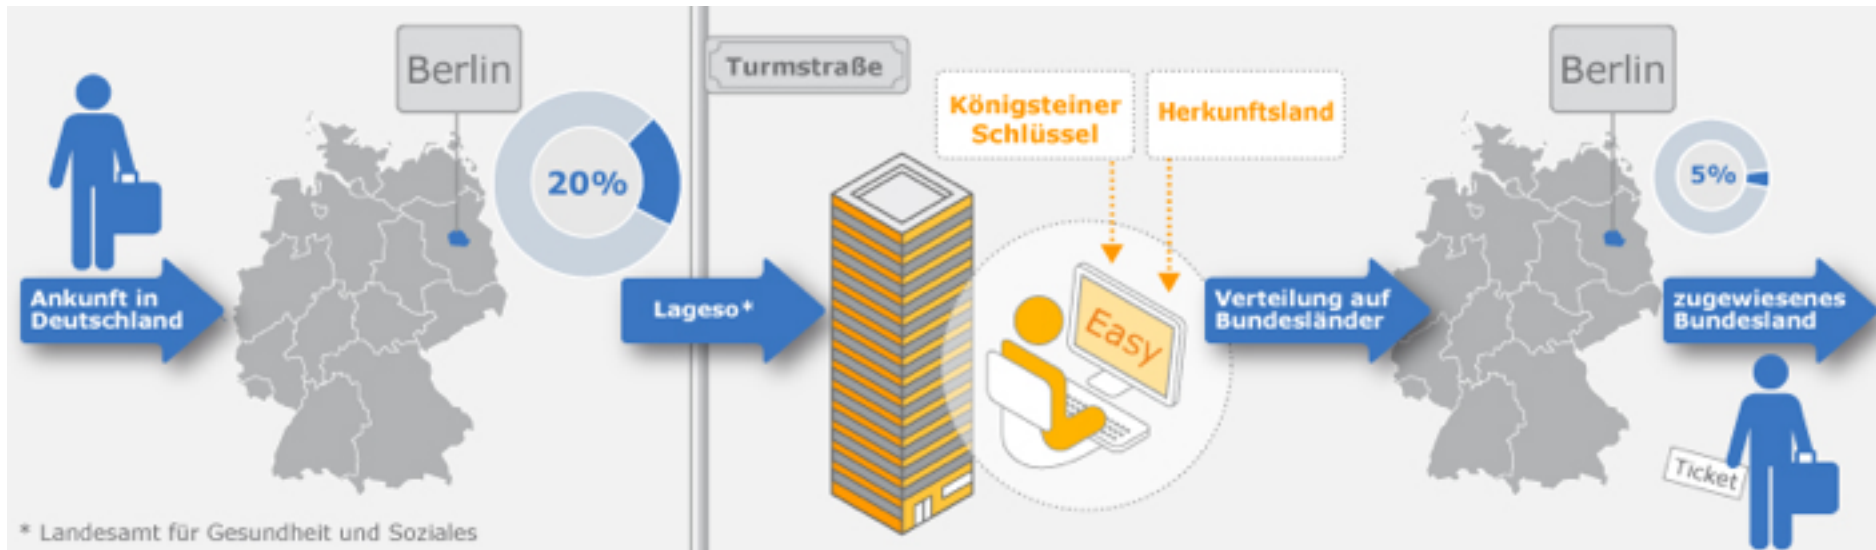 Berlin
20%
Ankunft in
Deutschland
* Landesamt für Gesundheit und Soziales
Turmstraße
Lageso*
Königsteiner
Schlüssel
Herkunftsland
Easy
Verteilung auf
Bundesländer
Berlin
5%
zugewiesenes
Bundesland
Ticket